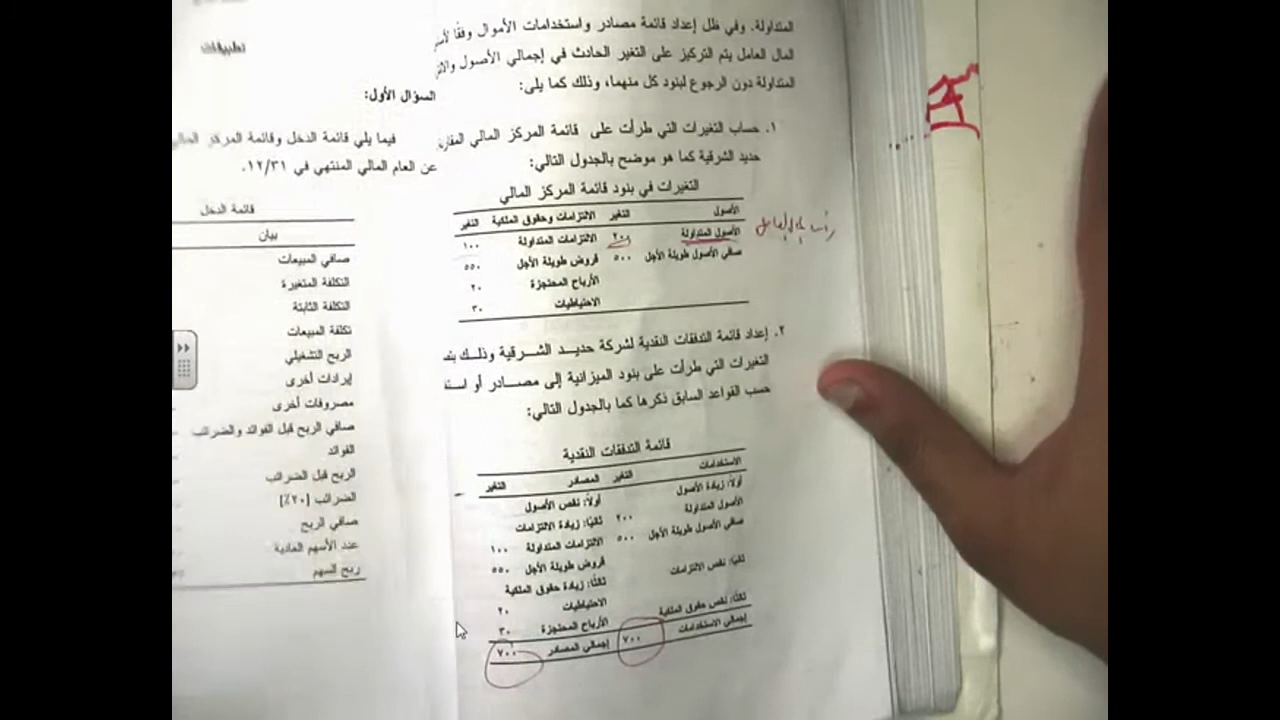 المتداولة. وفي ظل إعداد قائمة مصادر واستخدامات الأموال وفقًا
المال العامل يتم التركيز على التغير الحادث في إجمالي الأصول
المتداولة دون الرجوع لبنود كل منهما، وذلك كما يلى:
١. حساب التغيرات التي طرأت على قائمة المركز المالي
حديد الشرقية كما هو موضح بالجدول التالي:
التغيرات في بنود قائمة المركز المالي
الأصول التغير الالتزامات وحقوق الملكية التغير
الأصول المتداولة ٢٠٠ الالتزامات المتداولة ١٠٠
صافي الأصول طويلة الأجل ٥٠٠ قروض طويلة الأجل ٥٥٠
الأرباح المحتجزة ٢٠
الاحتياطيات ٣٠
٢. إعداد قائمة التدفقات النقدية لشركة حديد الشرقية وذلك
التغيرات التي طرأت على بنود الميزانية إلى مصادر أو
حسب القواعد السابق ذكرها كما بالجدول التالي:
قائمة التدفقات النقدية
الاستخدامات التغير المصادر التغير
أولاً: زيادة الأصول أولاً: نقص الأصول
الأصول المتداولة ٢٠٠ ثانيًا: زيادة الالتزامات
صافي الأصول طويلة الأجل ٥٠٠ الالتزامات المتداولة ١٠٠
قروض طويلة الأجل ٥٥٠
ثانيًا: نقص الالتزامات ثالثًا: زيادة حقوق الملكية
الاحتياطيات ٢٠
ثالثًا: نقص حقوق الملكية الأرباح المحتجزة ٣٠
إجمالي الاستخدامات ٧٠٠ إجمالي المصادر ٧٠٠
تطبيقات
السؤال الأول:
فيما يلي قائمة الدخل وقائمة المركز
عن العام المالي المنتهي في ١٢/٣١.
قائمة الدخل
بيان
صافي المبيعات
التكلفة المتغيرة
التكلفة الثابتة
تكلفة المبيعات
الربح التشغيلي
إيرادات أخرى
مصروفات أخرى
صافي الربح قبل الفوائد والضرائب
الفوائد
الربح قبل الضرائب
الضرائب [٢٠٪]
صافي الربح
عدد الأسهم العادية
ربح السهم